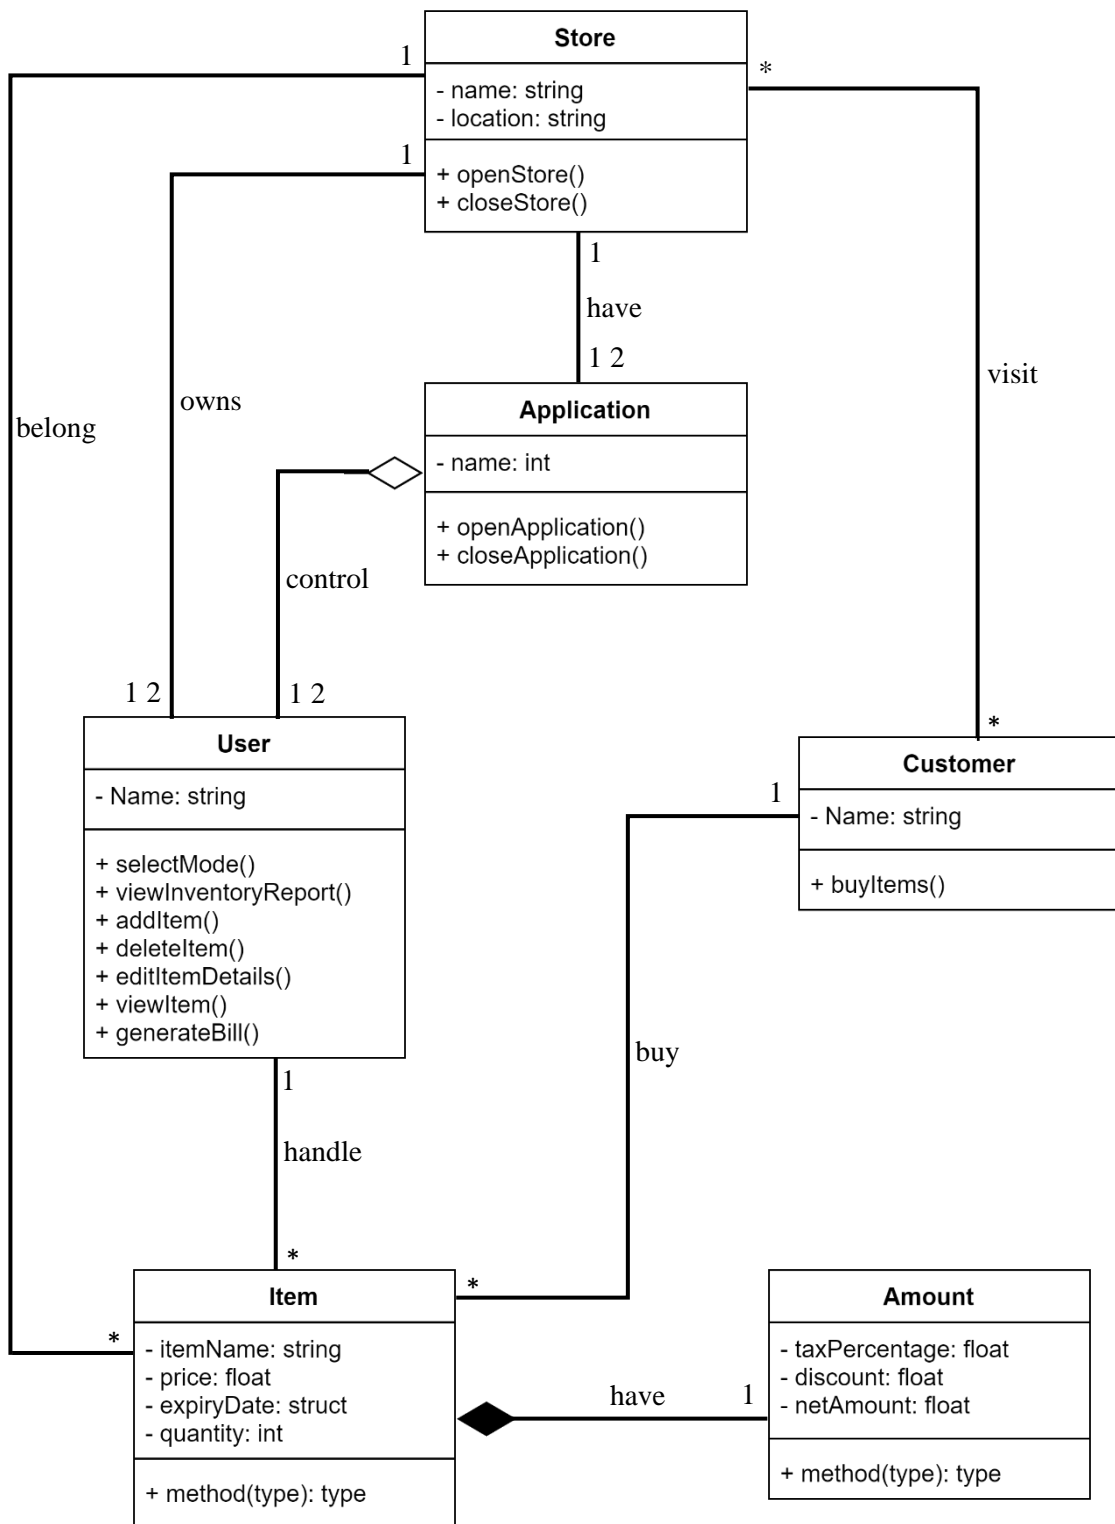 Store
1
*
- name: string
- location: string
1
+ openStore()
+ closeStore()
1
have
1 2
visit
owns
belong
Application
- name: int
+ openApplication()
+ closeApplication()
control
1 2
1 2
*
User
- Name: string
+ selectMode()
+ viewInventoryReport()
+ addItem()
+ deleteItem()
+ editItemDetails()
+ viewItem()
+ generateBill()
Customer
1
- Name: string
+ buyItems()
buy
1
handle
*
*
*
Item
- itemName: string
- price: float
- expiryDate: struct
- quantity: int
+ method(type): type
have
1
Amount
- taxPercentage: float
- discount: float
- netAmount: float
+ method(type): type